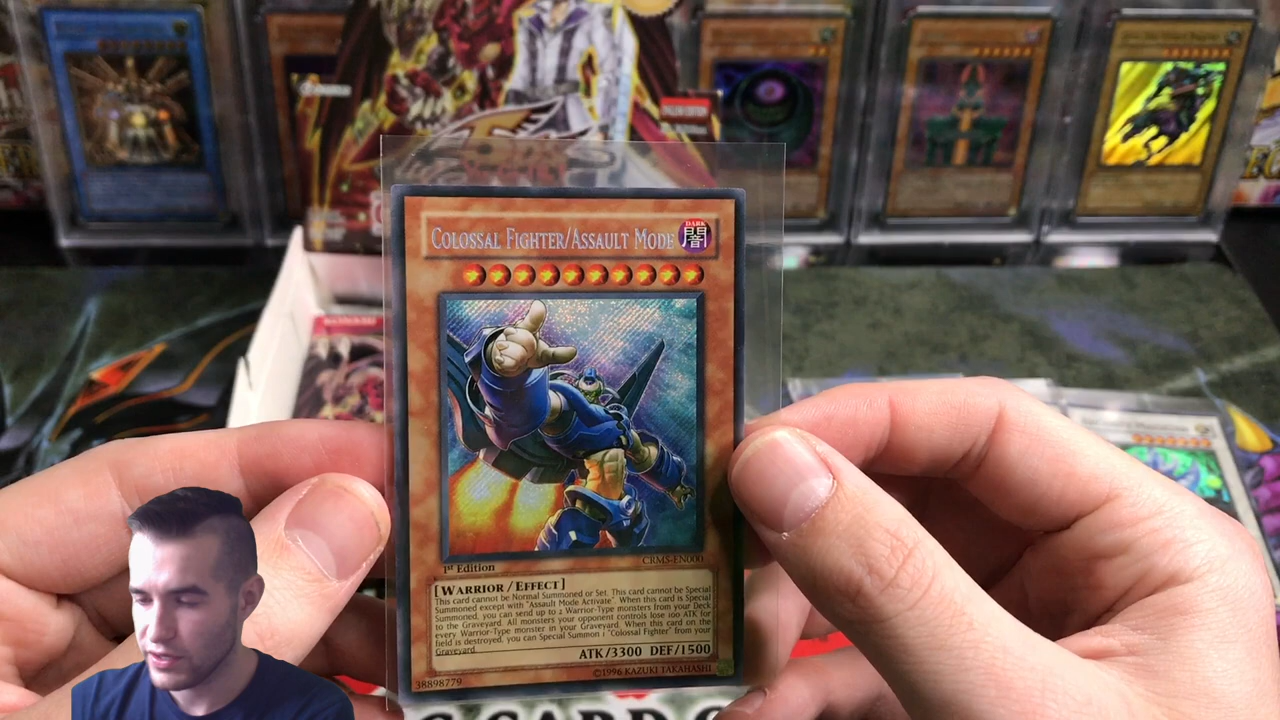 COLOSSAL FIGHTER/ASSAULT MODE
DARK
闇
1st Edition
CRMS-EN000
[WARRIOR/EFFECT]
This card cannot be Normal Summoned or Set. This card cannot be Special
Summoned except with "Assault Mode Activate". When this card is Special
Summoned, you can send up to 2 Warrior-Type monsters from your Deck
to the Graveyard. All monsters your opponent controls lose 100 ATK for
every Warrior-Type monster in your Graveyard. When this card on the
field is destroyed, you can Special Summon 1 "Colossal Fighter" from your
Graveyard.
ATK/3300 DEF/1500
38898779
©1996 KAZUKI TAKAHASHI
KONAMI